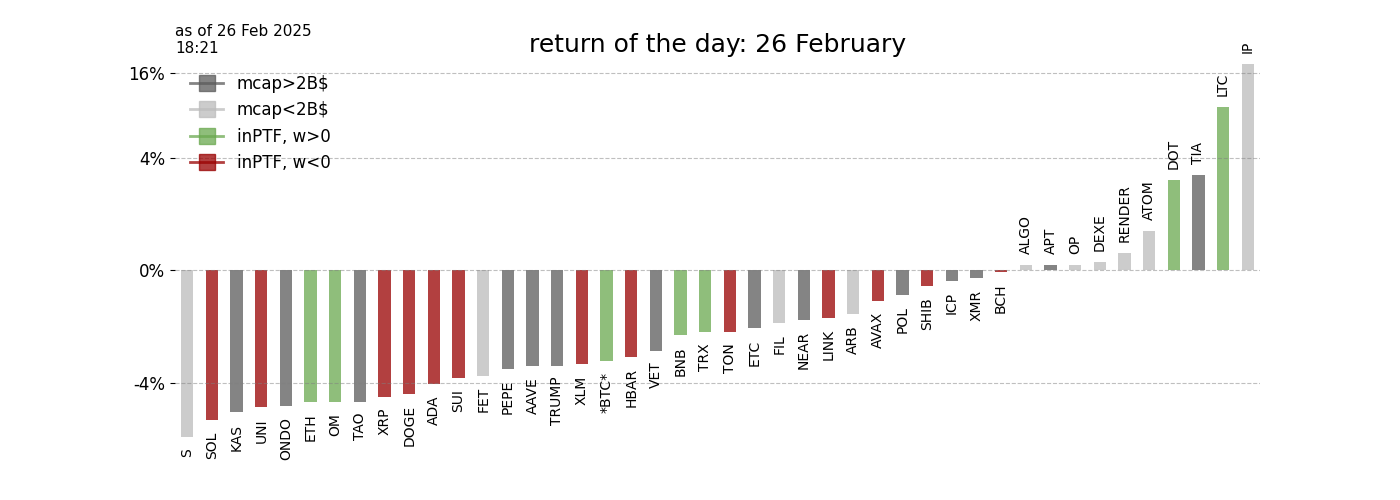 as of 26 Feb 2025
18:21
return of the day: 26 February
16%
4%
0%
-4%
mcap>2B$
mcap<2B$
inPTF, w>0
inPTF, w<0
S
SOL
KAS
UNI
ONDO
ETH
OM
TAO
XRP
DOGE
ADA
SUI
FET
PEPE
AAVE
TRUMP
XLM
*BTC*
HBAR
VET
BNB
TRX
TON
ETC
FIL
NEAR
LINK
ARB
AVAX
POL
SHIB
ICP
XMR
BCH
ALGO
APT
OP
DEXE
RENDER
ATOM
DOT
TIA
LTC
IP